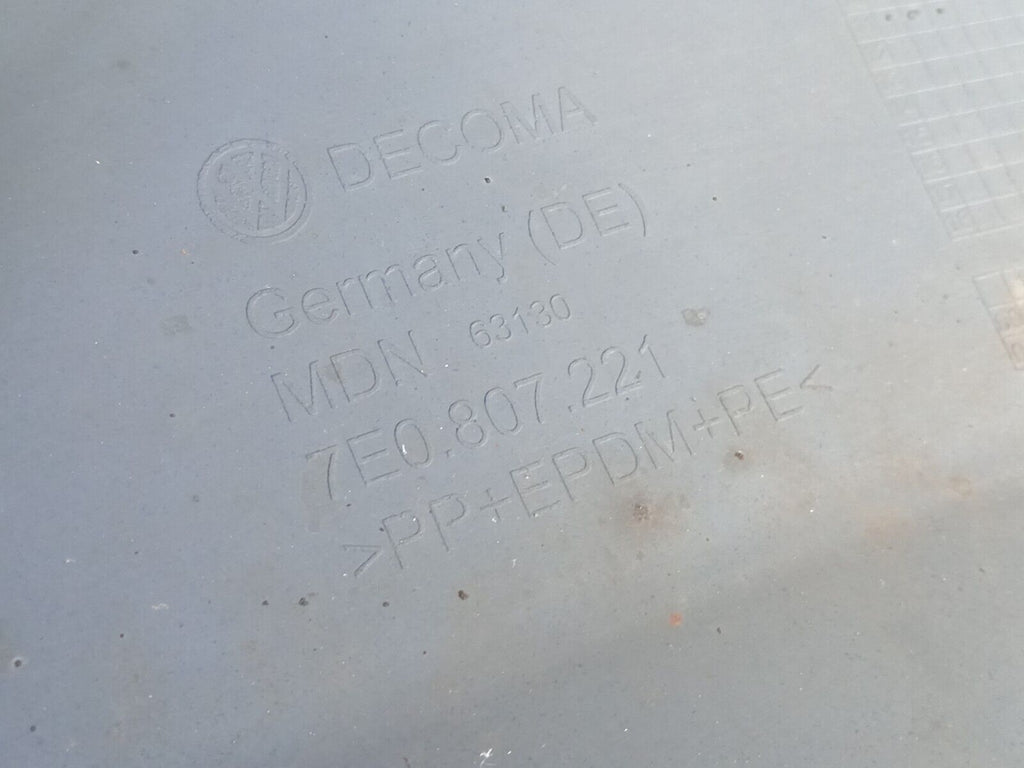 DECOMA
Germany (DE)
MDN 63130
7E0.807.221
>PP+EPDM+PE<